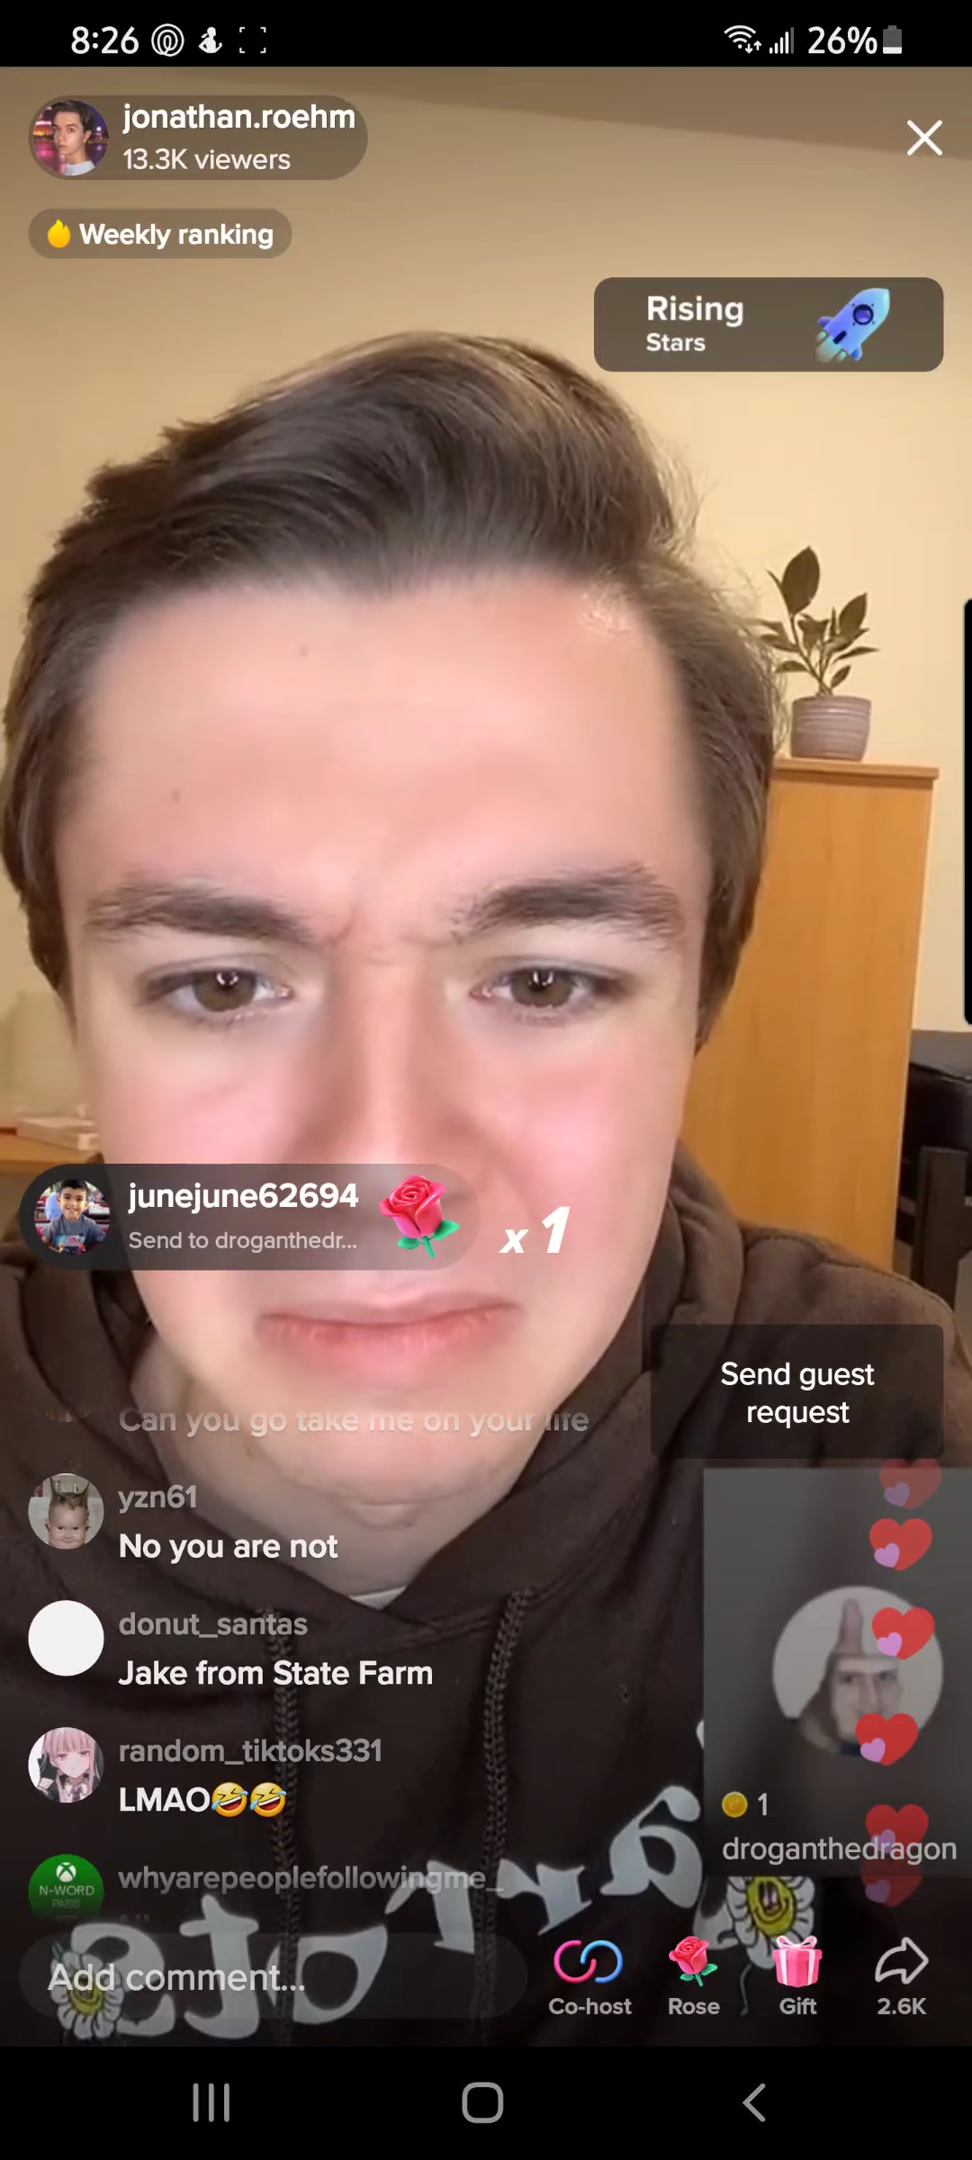 8:26
26%
jonathan.roehm
13.3K viewers
Weekly ranking
Rising
Stars
junejune62694
Send to droganthedr...
x 1
Send guest
request
Can you go take me on your life
yzn61
No you are not
donut_santas
Jake from State Farm
random_tiktoks331
LMAO🤣🤣
1
droganthedragon
N-WORD
PASS
whyarepeoplefollowingme_
Add comment...
Co-host
Rose
Gift
2.6K